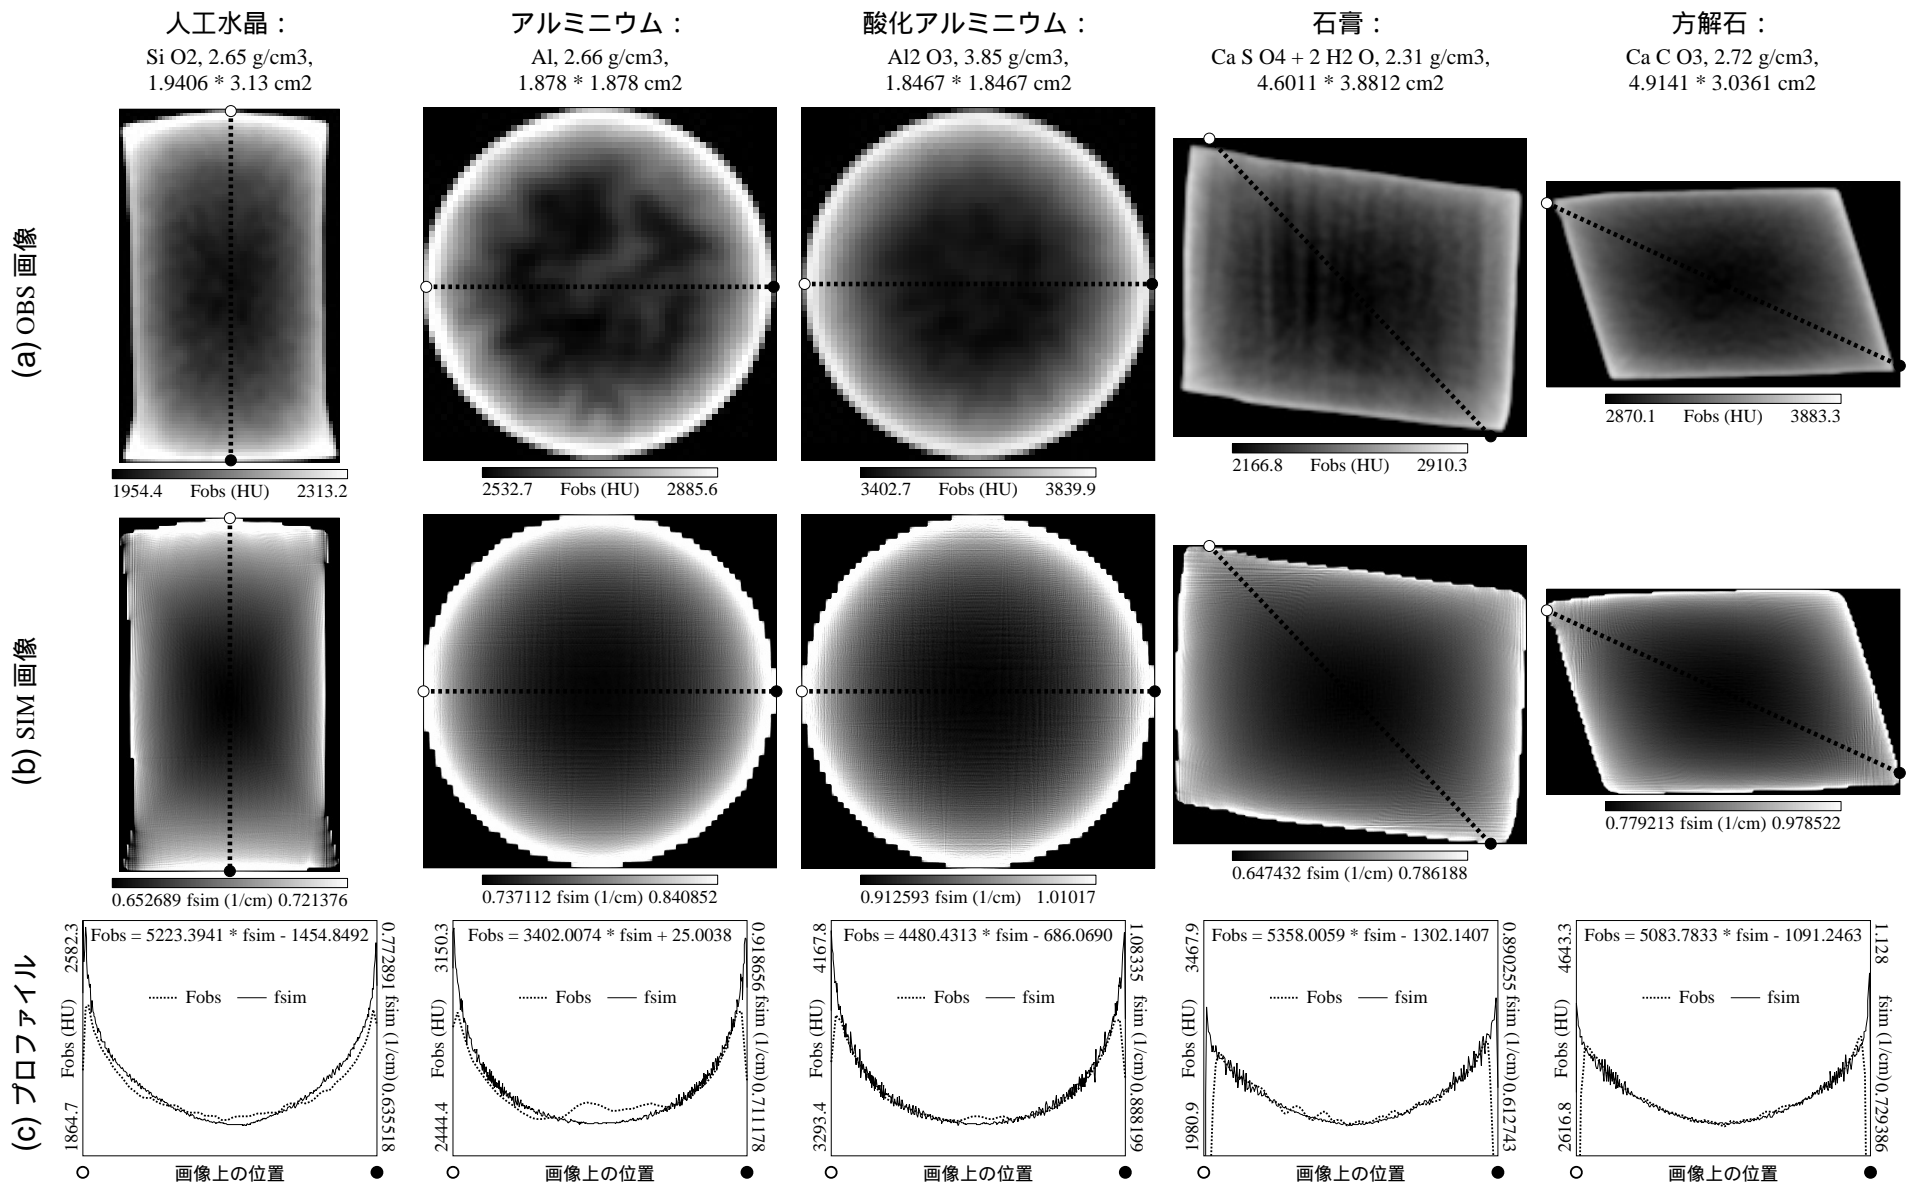 人工水晶：
Si O2, 2.65 g/cm3,
1.9406 * 3.13 cm2
アルミニウム：
Al, 2.66 g/cm3,
1.878 * 1.878 cm2
酸化アルミニウム：
Al2 O3, 3.85 g/cm3,
1.8467 * 1.8467 cm2
石膏：
Ca S O4 + 2 H2 O, 2.31 g/cm3,
4.6011 * 3.8812 cm2
方解石：
Ca C O3, 2.72 g/cm3,
4.9141 * 3.0361 cm2
(a) OBS 画像
1954.4 Fobs (HU) 2313.2
2532.7 Fobs (HU) 2885.6
3402.7 Fobs (HU) 3839.9
2166.8 Fobs (HU) 2910.3
2870.1 Fobs (HU) 3883.3
(b) SIM 画像
0.652689 fsim (1/cm) 0.721376
0.737112 fsim (1/cm) 0.840852
0.912593 fsim (1/cm) 1.01017
0.647432 fsim (1/cm) 0.786188
0.779213 fsim (1/cm) 0.978522
(c) プロファイル
1864.7 Fobs (HU) 2582.3
Fobs = 5223.3941 * fsim - 1454.8492
Fobs fsim
0.772891 fsim (1/cm) 0.635518
画像上の位置
2444.4 Fobs (HU) 3150.3
Fobs = 3402.0074 * fsim + 25.0038
Fobs fsim
0.918656 fsim (1/cm) 0.711178
画像上の位置
3293.4 Fobs (HU) 4167.8
Fobs = 4480.4313 * fsim - 686.0690
Fobs fsim
1.08335 fsim (1/cm) 0.888199
画像上の位置
1980.9 Fobs (HU) 3467.9
Fobs = 5358.0059 * fsim - 1302.1407
Fobs fsim
0.890255 fsim (1/cm) 0.612743
画像上の位置
2616.8 Fobs (HU) 4643.3
Fobs = 5083.7833 * fsim - 1091.2463
Fobs fsim
1.128 fsim (1/cm) 0.729386
画像上の位置